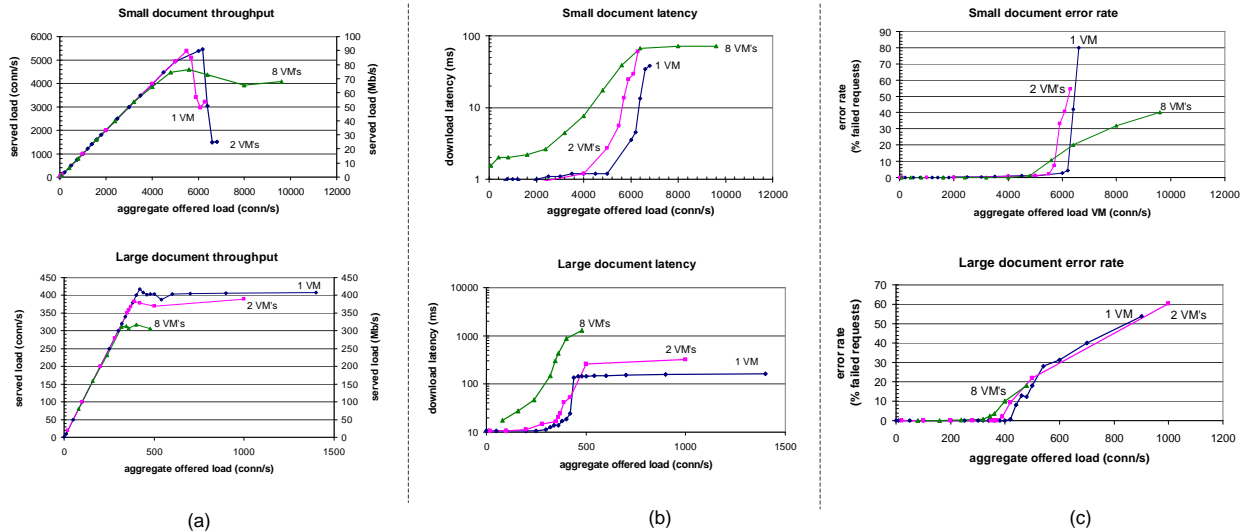 Small document throughput
6000
5000
4000
3000
2000
1000
0
served load (conn/s)
100
90
80
70
60
50
40
30
20
10
0
served load (Mb/s)
8 VM's
1 VM
2 VM's
0 2000 4000 6000 8000 10000 12000
aggregate offered load (conn/s)
Large document throughput
450
400
350
300
250
200
150
100
50
0
served load (conn/s)
450
400
350
300
250
200
150
100
50
0
served load (Mb/s)
1 VM
2 VM's
8 VM's
0 500 1000 1500
aggregate offered load (conn/s)
(a)
Small document latency
100
10
1
download latency (ms)
8 VM's
1 VM
2 VM's
0 2000 4000 6000 8000 10000 12000
aggregate offered load (conn/s)
Large document latency
10000
1000
100
10
download latency (ms)
8 VM's
2 VM's
1 VM
0 500 1000 1500
aggregate offered load (conn/s)
(b)
Small document error rate
90
80
70
60
50
40
30
20
10
0
error rate
(% failed requests)
1 VM
2 VM's
8 VM's
0 2000 4000 6000 8000 10000 12000
aggregate offered load VM (conn/s)
Large document error rate
70
60
50
40
30
20
10
0
error rate
(% failed requests)
1 VM
2 VM's
8 VM's
0 200 400 600 800 1000 1200
aggregate offered load (conn/s)
(c)